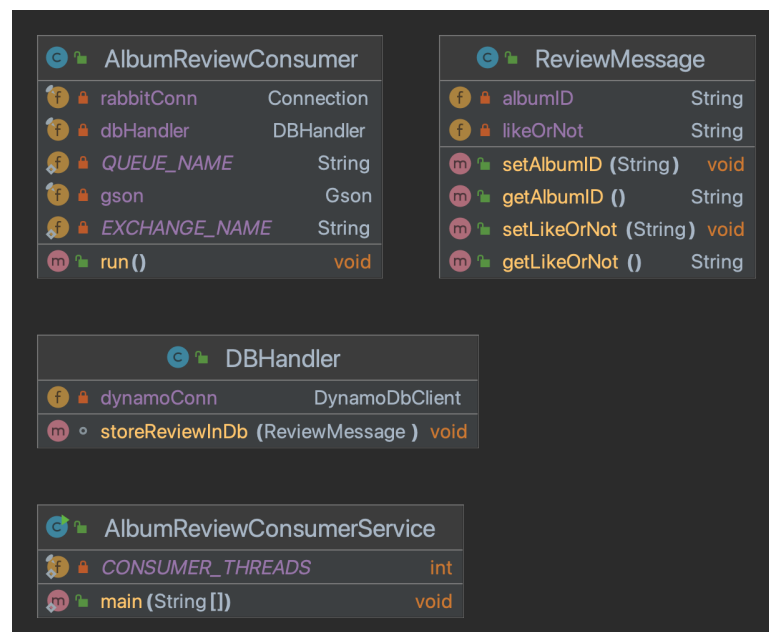 AlbumReviewConsumer
rabbitConn Connection
dbHandler DBHandler
QUEUE_NAME String
gson Gson
EXCHANGE_NAME String
run() void
ReviewMessage
albumID String
likeOrNot String
setAlbumID (String) void
getAlbumID () String
setLikeOrNot (String) void
getLikeOrNot () String
DBHandler
dynamoConn DynamoDbClient
storeReviewInDb (ReviewMessage ) void
AlbumReviewConsumerService
CONSUMER_THREADS int
main(String[]) void